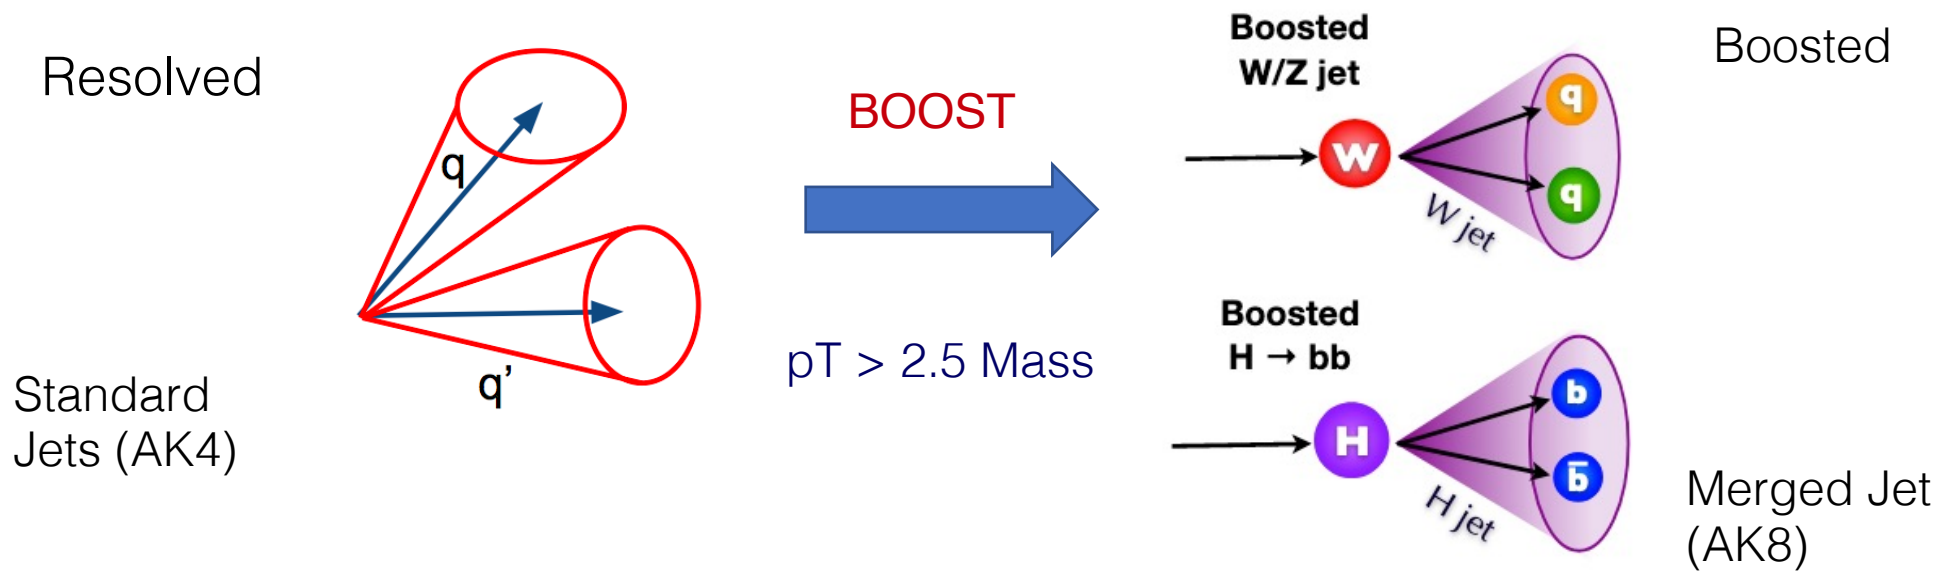 Resolved
q
q’
Standard
Jets (AK4)
BOOST
pT > 2.5 Mass
Boosted
W/Z jet
W
q
q
W jet
Boosted
H → bb
H
b
b̄
H jet
Boosted
Merged Jet
(AK8)